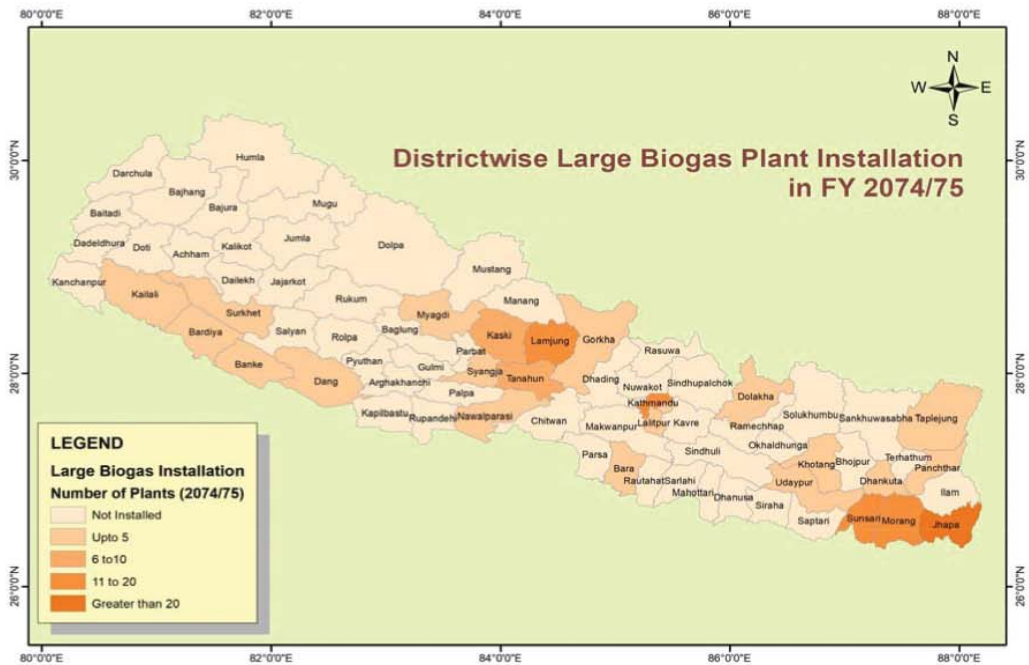 80°0'0"E 82°0'0"E 84°0'0"E 86°0'0"E 88°0'0"E
N
W E
S
Districtwise Large Biogas Plant Installation
in FY 2074/75
30°0'0"N 30°0'0"N
28°0'0"N 28°0'0"N
26°0'0"N 26°0'0"N
Humla
Darchula
Bajhang
Mugu
Baitadi
Bajura
Dadeldhura
Doti
Achham
Kalikot
Jumla
Dolpa
Kanchanpur
Dailekh
Jajarkot
Mustang
Kailali
Surkhet
Rukum
Manang
Bardiya
Salyan
Rolpa
Baglung
Myagdi
Kaski
Lamjung
Gorkha
Rasuwa
Banke
Pyuthan
Gulmi
Parbat
Syangja
Tanahun
Dhading
Nuwakot
Sindhupalchok
Dang
Arghakhanchi
Palpa
Kathmandu
Dolakha
Kapilbastu
Rupandehi
Nawalparasi
Chitwan
Makwanpur
Lalitpur
Kavre
Ramechhap
Solukhumbu
Sankhuwasabha
Taplejung
Okhaldhunga
Parsa
Bara
Rautahat
Sarlahi
Sindhuli
Khotang
Bhojpur
Terhathum
Panchthar
Mahottari
Dhanusa
Udaypur
Dhankuta
Ilam
Siraha
Saptari
Sunsari
Morang
Jhapa
LEGEND
Large Biogas Installation
Number of Plants (2074/75)
Not Installed
Upto 5
6 to10
11 to 20
Greater than 20
80°0'0"E 82°0'0"E 84°0'0"E 86°0'0"E 88°0'0"E